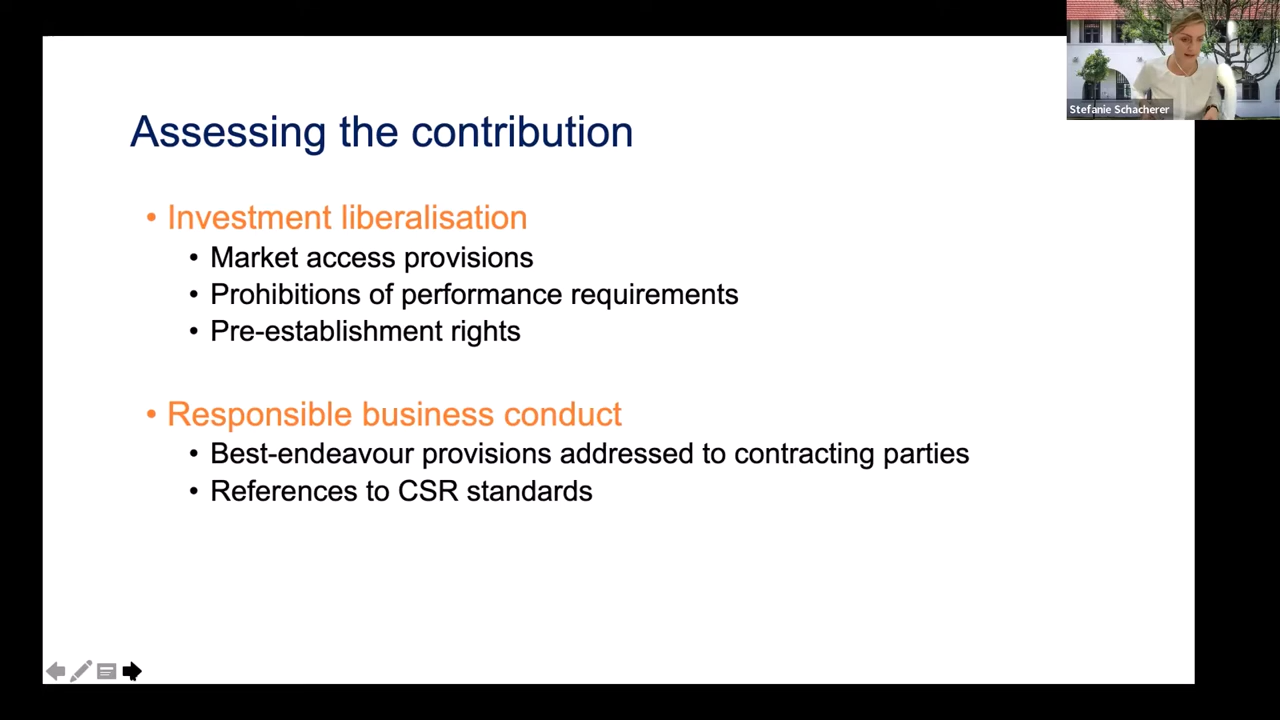 Stefanie Schacherer
Assessing the contribution
• Investment liberalisation
• Market access provisions
• Prohibitions of performance requirements
• Pre-establishment rights
• Responsible business conduct
• Best-endeavour provisions addressed to contracting parties
• References to CSR standards